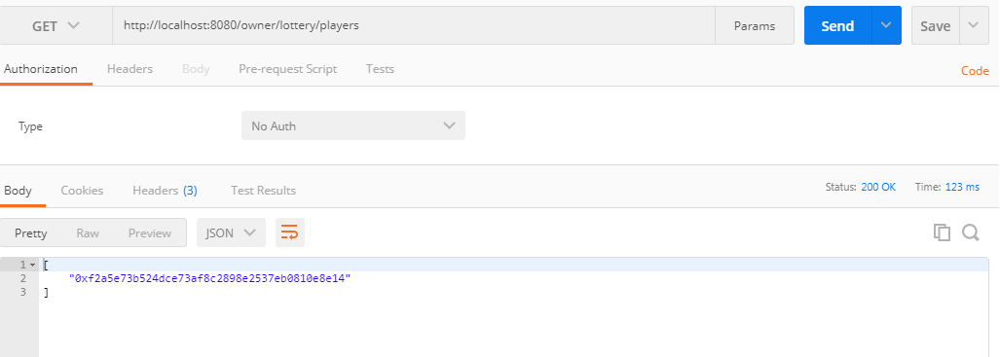 GET http://localhost:8080/owner/lottery/players Params Send Save
Authorization Headers Body Pre-request Script Tests Code
Type No Auth
Body Cookies Headers (3) Test Results Status: 200 OK Time: 123 ms
Pretty Raw Preview JSON
1 [
2 "0xf2a5e73b524dce73af8c2898e2537eb0810e8e14"
3 ]